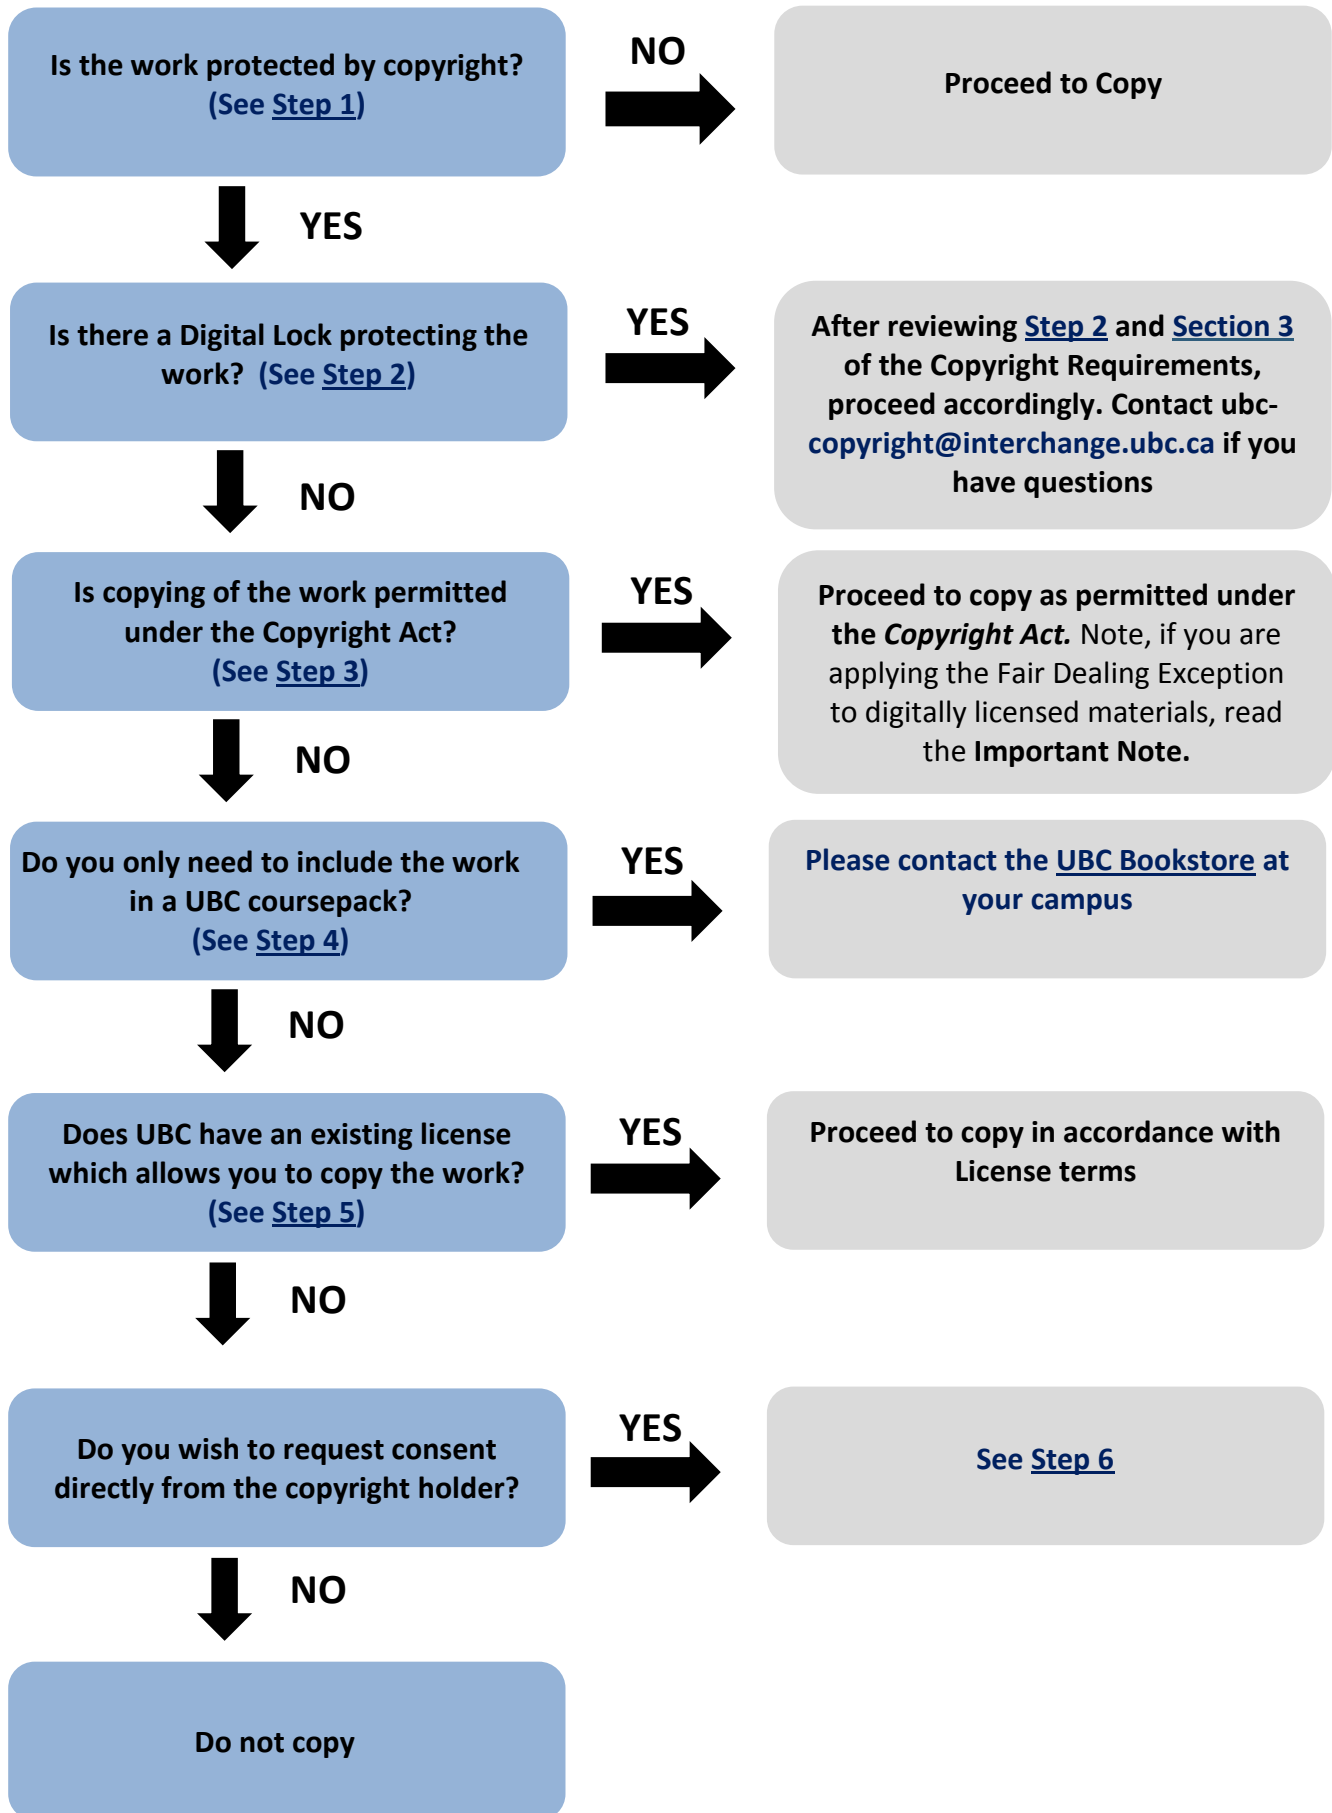 Is the work protected by copyright?
(See Step 1)
NO
Proceed to Copy
YES
Is there a Digital Lock protecting the
work? (See Step 2)
YES
After reviewing Step 2 and Section 3
of the Copyright Requirements,
proceed accordingly. Contact ubc-
copyright@interchange.ubc.ca if you
have questions
NO
Is copying of the work permitted
under the Copyright Act?
(See Step 3)
YES
Proceed to copy as permitted under
the Copyright Act. Note, if you are
applying the Fair Dealing Exception
to digitally licensed materials, read
the Important Note.
NO
Do you only need to include the work
in a UBC coursepack?
(See Step 4)
YES
Please contact the UBC Bookstore at
your campus
NO
Does UBC have an existing license
which allows you to copy the work?
(See Step 5)
YES
Proceed to copy in accordance with
License terms
NO
Do you wish to request consent
directly from the copyright holder?
YES
See Step 6
NO
Do not copy